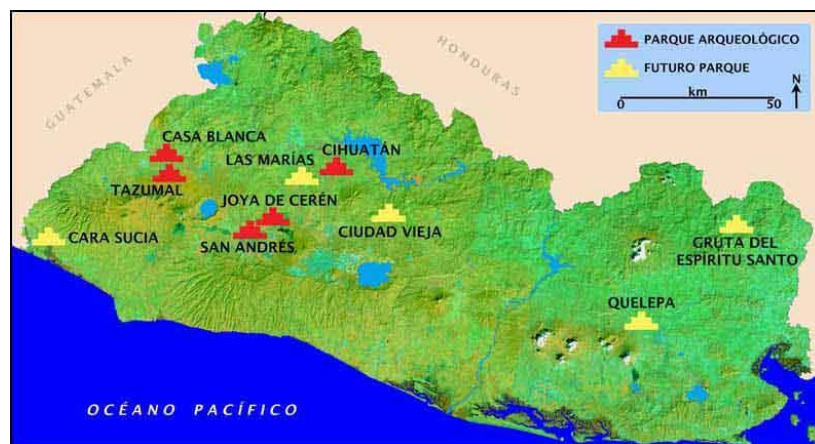 GUATEMALA
HONDURAS
PARQUE ARQUEOLÓGICO
FUTURO PARQUE
km
0
50
N
CASA BLANCA
TAZUMAL
LAS MARÍAS
CIHUATÁN
JOYA DE CERÉN
SAN ANDRÉS
CARA SUCIA
CIUDAD VIEJA
GRUTA DEL
ESPÍRITU SANTO
QUELEPA
OCÉANO PACÍFICO